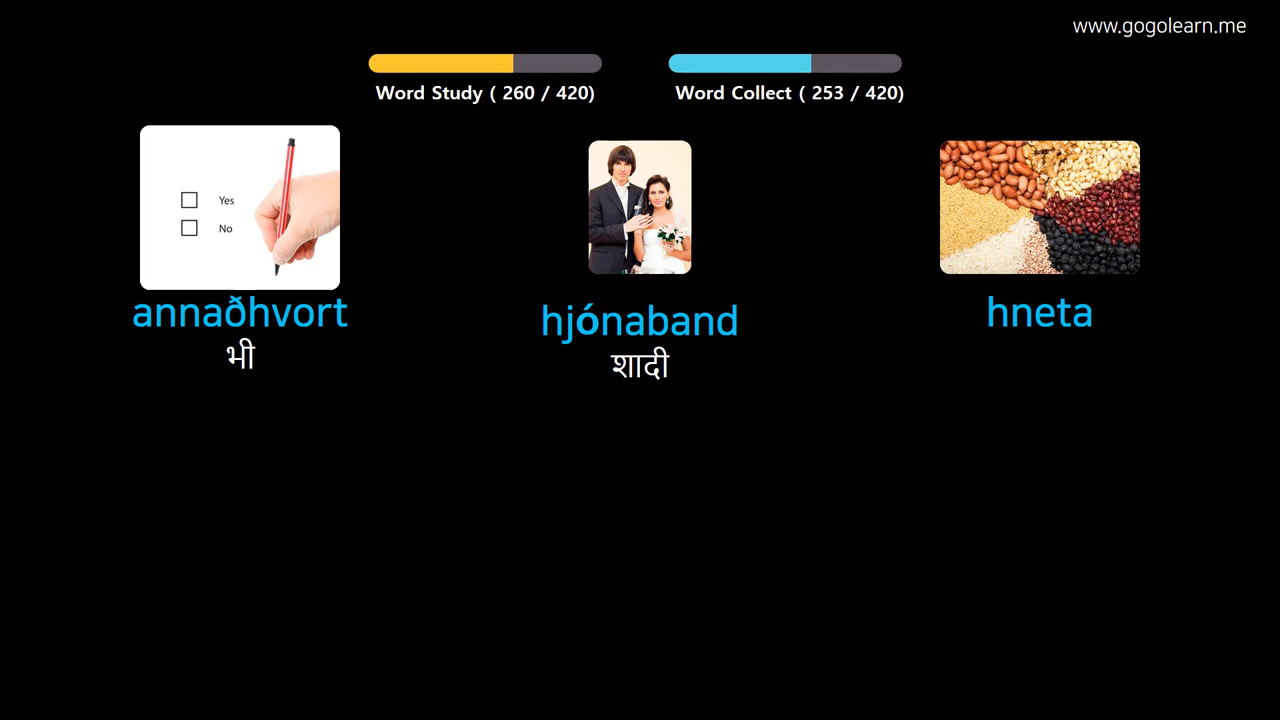 www.gogolearn.me
Word Study ( 260 / 420)
Word Collect ( 253 / 420)
Yes
No
annaðhvort
भी
hjónaband
शादी
hneta